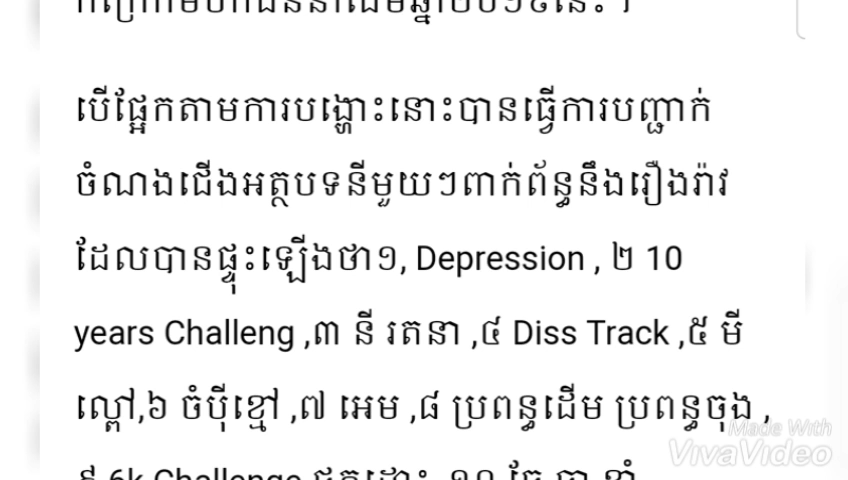 បើផ្អែកតាមការបង្ហោះនោះបានធ្វើការបញ្ជាក់
ចំណងជើងអត្ថបទនីមួយៗពាក់ព័ន្ធនឹងរឿងរ៉ាវ
ដែលបានផ្ទុះឡើងថា១, Depression , ២ 10
years Challeng ,៣ នី រតនា ,៤ Diss Track ,៥ មី
ល្ពៅ,៦ ចំប៉ីខ្មៅ ,៧ អេម ,៨ ប្រពន្ធដើម ប្រពន្ធចុង ,
Made With
VivaVideo
៩ 6k Challenge